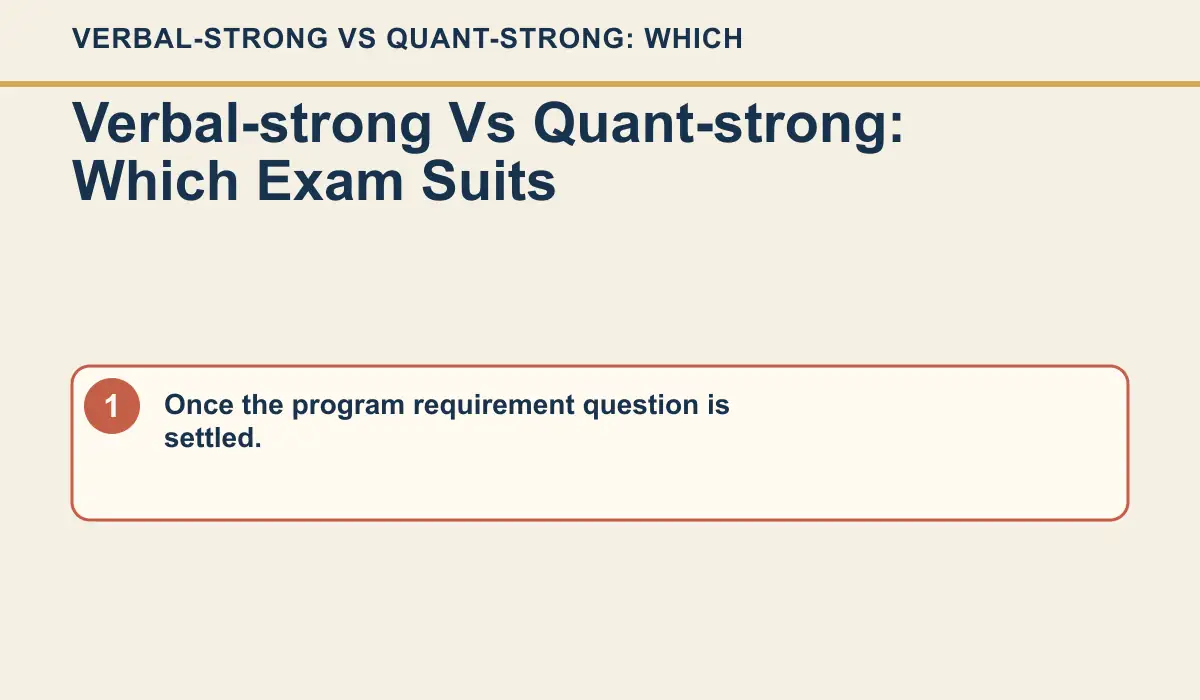 VERBAL-STRONG VS QUANT-STRONG: WHICH
Verbal-strong Vs Quant-strong:
Which Exam Suits
1
Once the program requirement question is
settled.